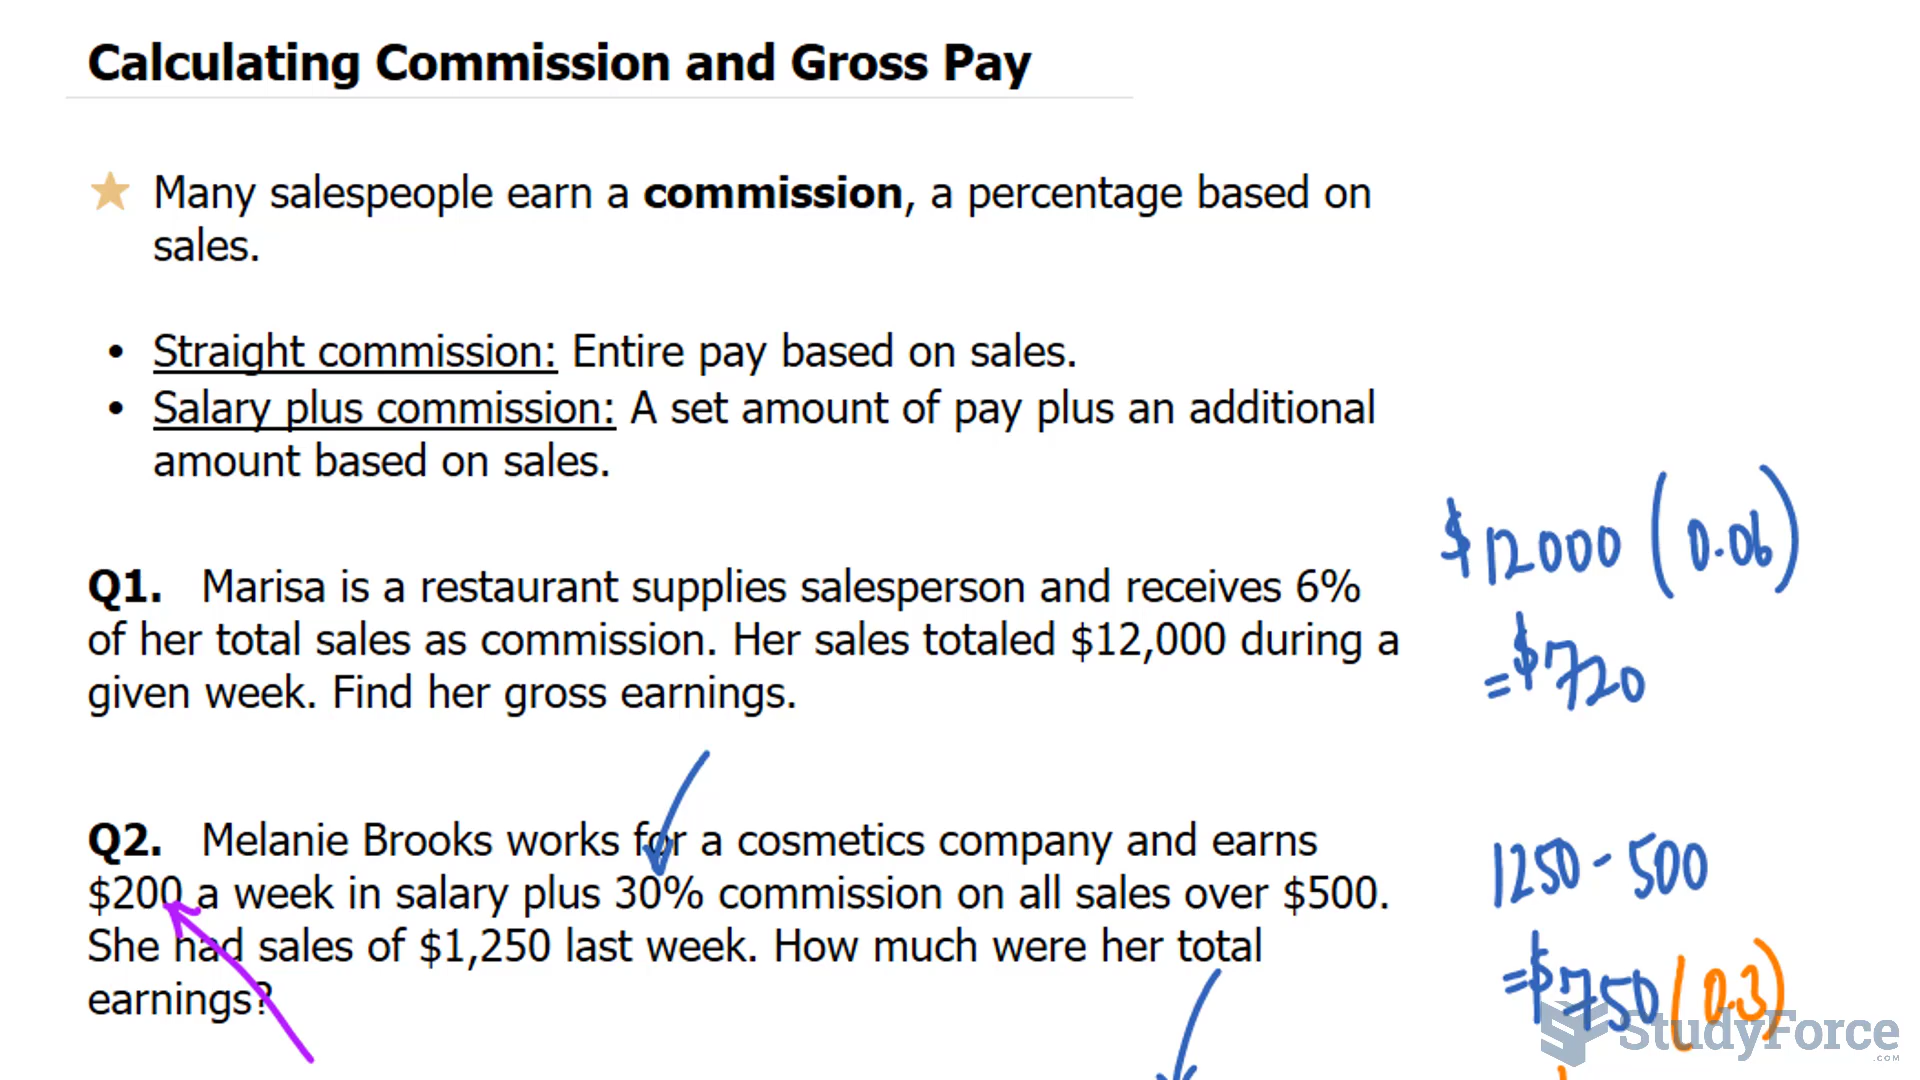 Calculating Commission and Gross Pay
Many salespeople earn a commission, a percentage based on
sales.
• Straight commission: Entire pay based on sales.
• Salary plus commission: A set amount of pay plus an additional
amount based on sales.
$12000 (0.06)
= $720
Q1. Marisa is a restaurant supplies salesperson and receives 6%
of her total sales as commission. Her sales totaled $12,000 during a
given week. Find her gross earnings.
Q2. Melanie Brooks works for a cosmetics company and earns
$200 a week in salary plus 30% commission on all sales over $500.
She had sales of $1,250 last week. How much were her total
earnings?
1250 - 500
= $750 (0.3)
StudyForce
.COM